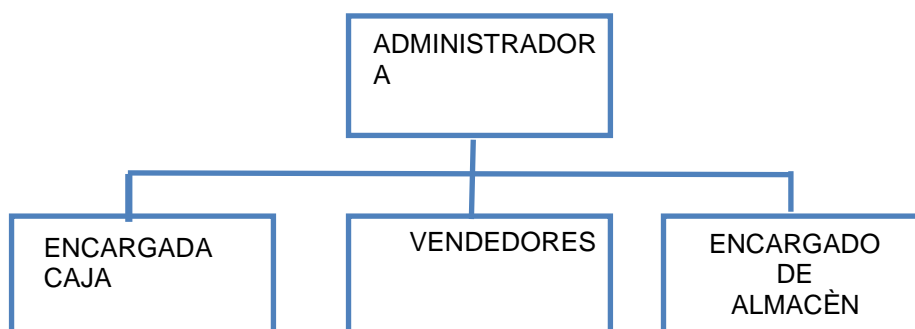 ADMINISTRADOR
A
ENCARGADA
CAJA
VENDEDORES
ENCARGADO
DE
ALMACÈN